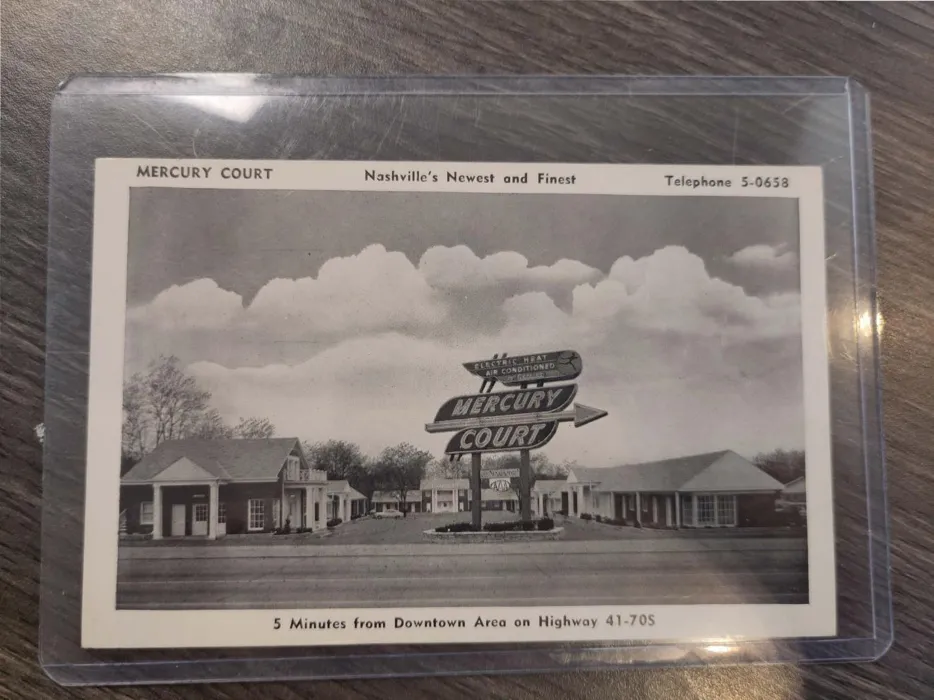 MERCURY COURT
Nashville's Newest and Finest
Telephone 5-0658
ELECTRIC HEAT
AIR CONDITIONED
MERCURY
COURT
AAA
5 Minutes from Downtown Area on Highway 41-70S